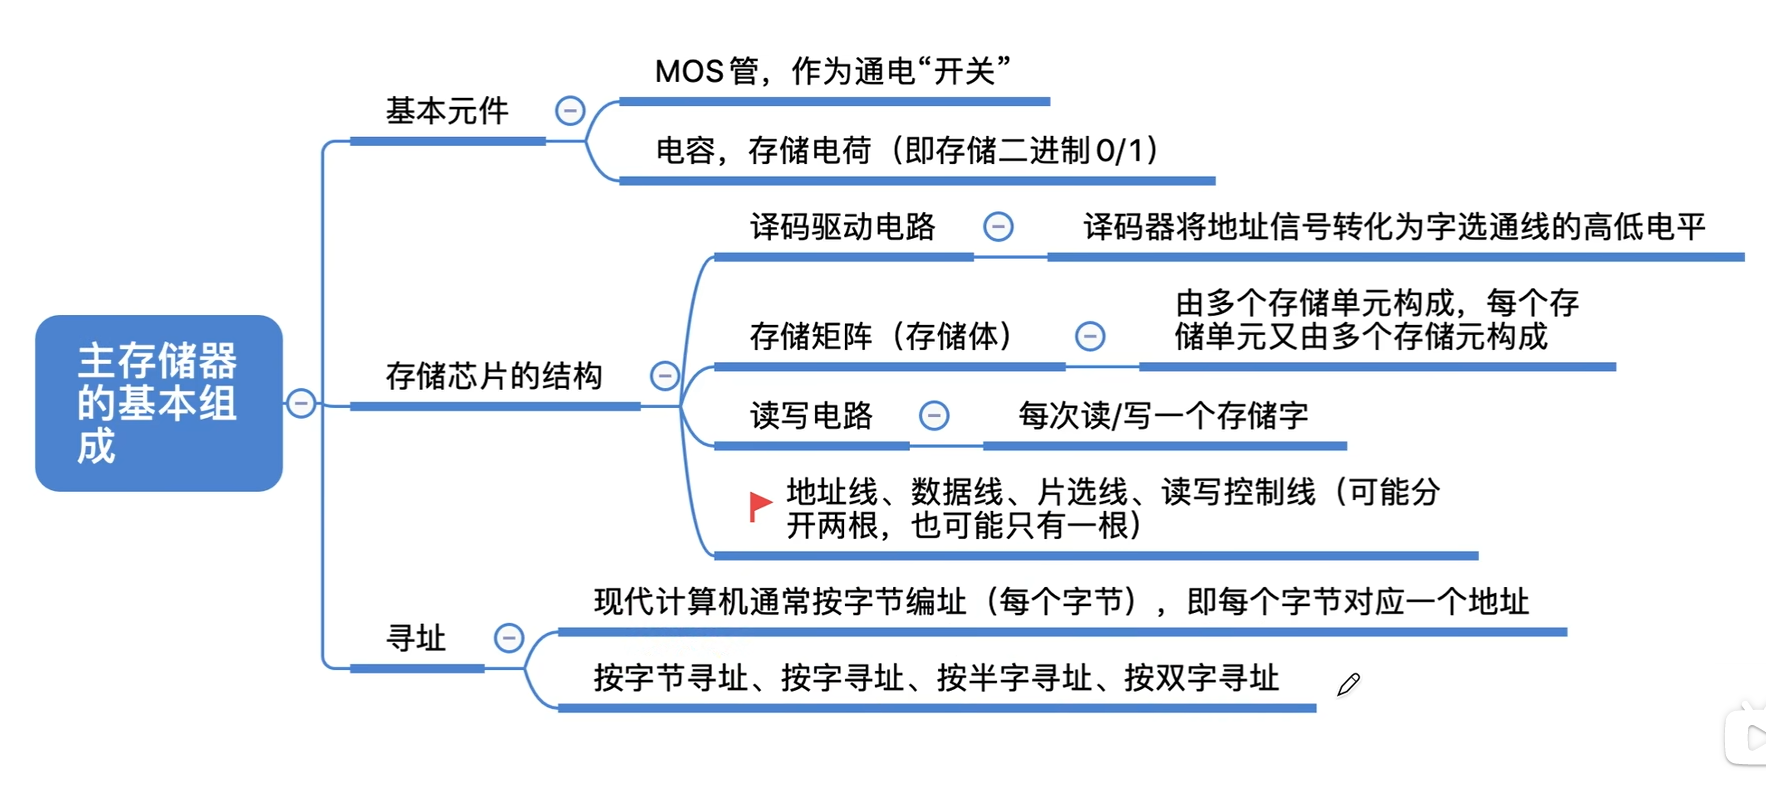 MOS管，作为通电“开关”
基本元件
电容，存储电荷（即存储二进制0/1）
译码驱动电路
译码器将地址信号转化为字选通线的高低电平
由多个存储单元构成，每个存
储单元又由多个存储元构成
存储矩阵（存储体）
主存储器
的基本组
成
存储芯片的结构
读写电路
每次读/写一个存储字
地址线、数据线、片选线、读写控制线（可能分
开两根，也可能只有一根）
现代计算机通常按字节编址（每个字节），即每个字节对应一个地址
寻址
按字节寻址、按字寻址、按半字寻址、按双字寻址